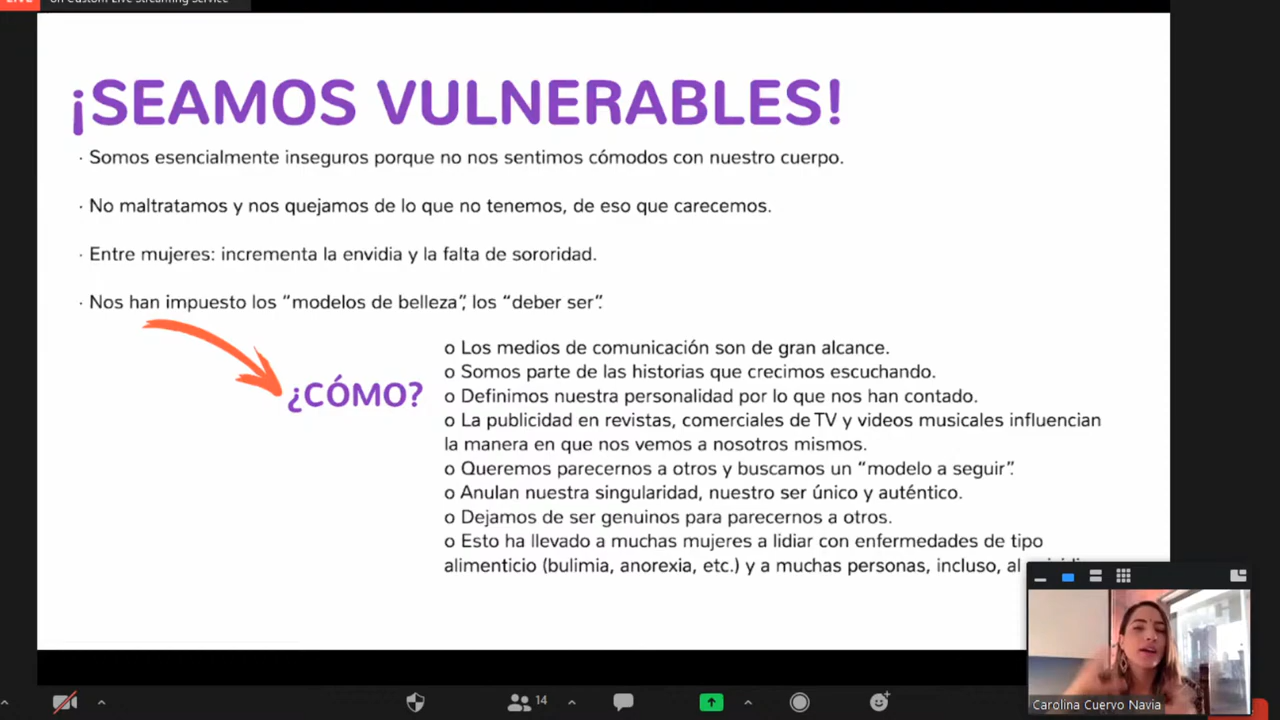 on Custom Live Streaming Service
¡SEAMOS VULNERABLES!
· Somos esencialmente inseguros porque no nos sentimos cómodos con nuestro cuerpo.
· No maltratamos y nos quejamos de lo que no tenemos, de eso que carecemos.
· Entre mujeres: incrementa la envidia y la falta de sororidad.
· Nos han impuesto los “modelos de belleza”, los “deber ser”.
¿CÓMO?
o Los medios de comunicación son de gran alcance.
o Somos parte de las historias que crecimos escuchando.
o Definimos nuestra personalidad por lo que nos han contado.
o La publicidad en revistas, comerciales de TV y videos musicales influencian
la manera en que nos vemos a nosotros mismos.
o Queremos parecernos a otros y buscamos un “modelo a seguir”.
o Anulan nuestra singularidad, nuestro ser único y auténtico.
o Dejamos de ser genuinos para parecernos a otros.
o Esto ha llevado a muchas mujeres a lidiar con enfermedades de tipo
alimenticio (bulimia, anorexia, etc.) y a muchas personas, incluso, al
Carolina Cuervo Navia
14